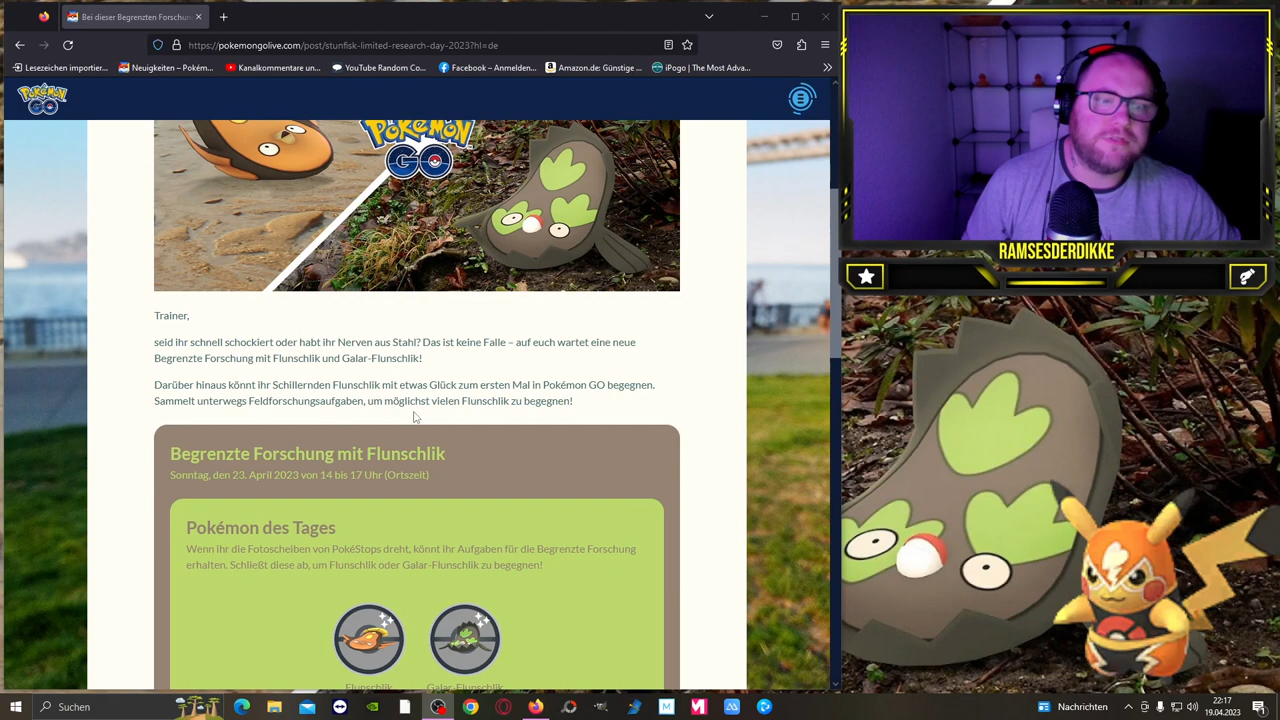 Bei dieser Begrenzten Forschun
https://pokemongolive.com/post/stunfisk-limited-research-day-2023?hl=de
Lesezeichen importier...
Neuigkeiten – Pokém...
Kanalkommentare un...
YouTube Random Co...
Facebook – Anmelden...
Amazon.de: Günstige ...
iPogo | The Most Adva...
POKÉMON GO
POKÉMON GO
Trainer,
seid ihr schnell schockiert oder habt ihr Nerven aus Stahl? Das ist keine Falle – auf euch wartet eine neue
Begrenzte Forschung mit Flunschlik und Galar-Flunschlik!
Darüber hinaus könnt ihr Schillernden Flunschlik mit etwas Glück zum ersten Mal in Pokémon GO begegnen.
Sammelt unterwegs Feldforschungsaufgaben, um möglichst vielen Flunschlik zu begegnen!
Begrenzte Forschung mit Flunschlik
Sonntag, den 23. April 2023 von 14 bis 17 Uhr (Ortszeit)
Pokémon des Tages
Wenn ihr die Fotoscheiben von PokéStops dreht, könnt ihr Aufgaben für die Begrenzte Forschung
erhalten. Schließt diese ab, um Flunschlik oder Galar-Flunschlik zu begegnen!
Flunschlik
Galar-Flunschlik
RAMSESDERDIKKE
Suchen
Nachrichten
22:17
19.04.2023